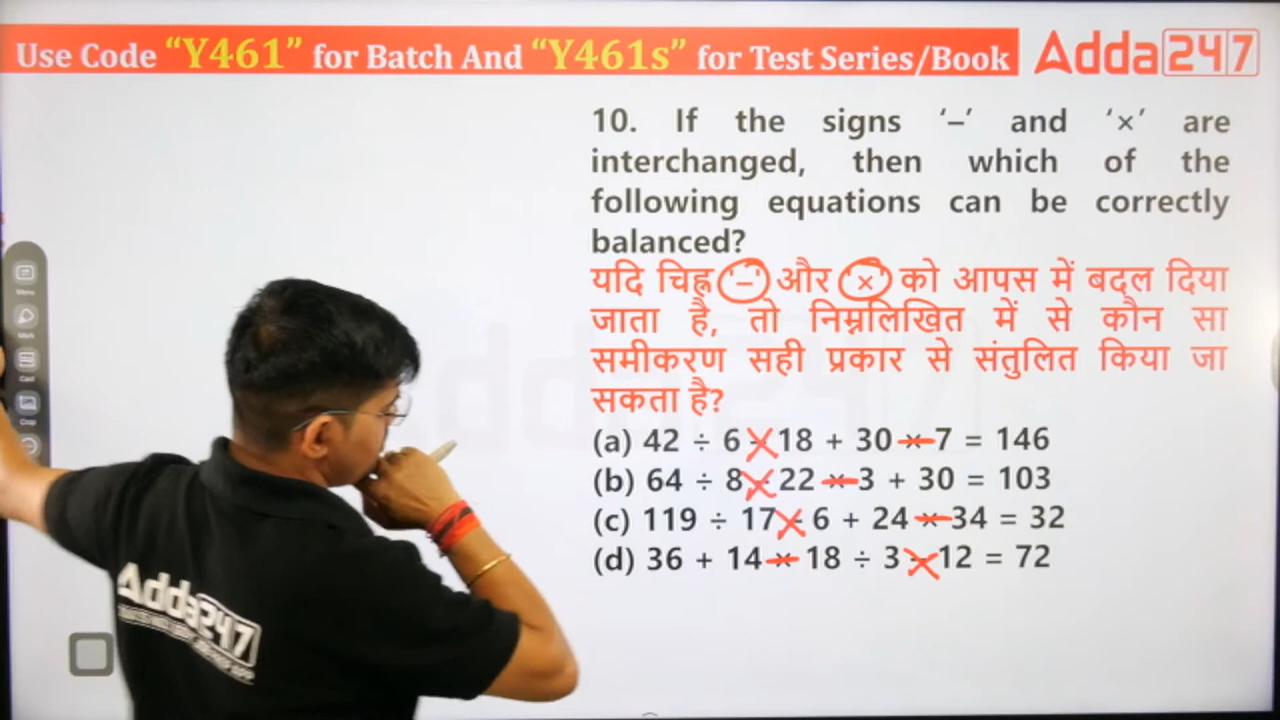 Use Code “Y461” for Batch And “Y461s” for Test Series/Book
Adda247
10. If the signs ‘–’ and ‘×’ are
interchanged, then which of the
following equations can be correctly
balanced?
यदि चिह्न ‘–’ और ‘×’ को आपस में बदल दिया
जाता है, तो निम्नलिखित में से कौन सा
समीकरण सही प्रकार से संतुलित किया जा
सकता है?
(a) 42 ÷ 6 × 18 + 30 – 7 = 146
(b) 64 ÷ 8 × 22 – 3 + 30 = 103
(c) 119 ÷ 17 × 6 + 24 – 34 = 32
(d) 36 + 14 – 18 ÷ 3 × 12 = 72
Adda247